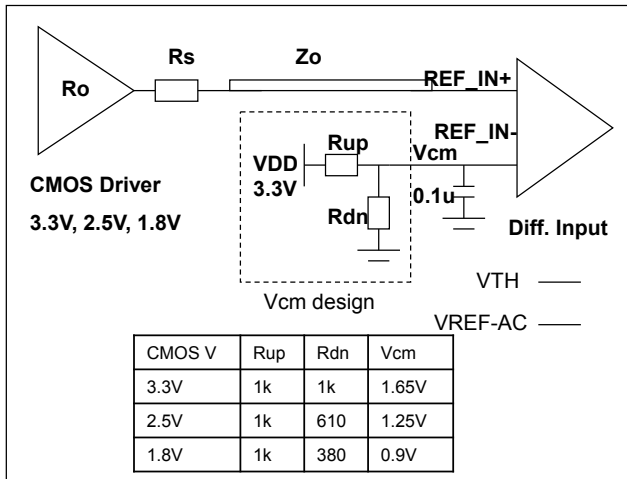 Ro
Rs
Zo
REF_IN+
REF_IN-
Vcm
Rup
VDD
3.3V
Rdn
0.1u
CMOS Driver
3.3V, 2.5V, 1.8V
Diff. Input
Vcm design
VTH
VREF-AC
CMOS V Rup Rdn Vcm
3.3V 1k 1k 1.65V
2.5V 1k 610 1.25V
1.8V 1k 380 0.9V